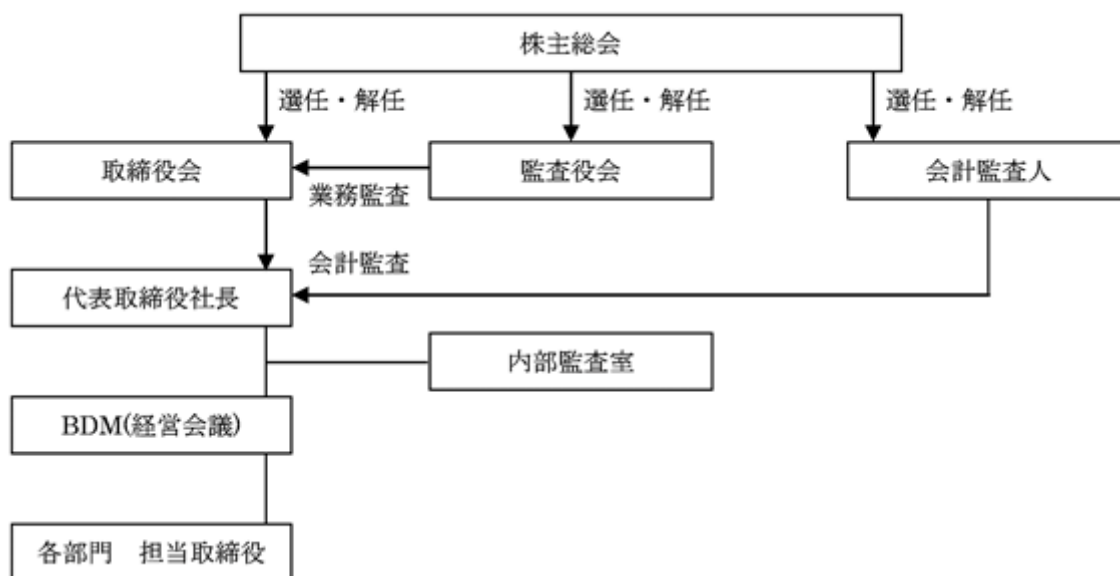 株主総会
選任・解任
選任・解任
選任・解任
取締役会
監査役会
会計監査人
業務監査
会計監査
代表取締役社長
内部監査室
BDM(経営会議)
各部門　担当取締役